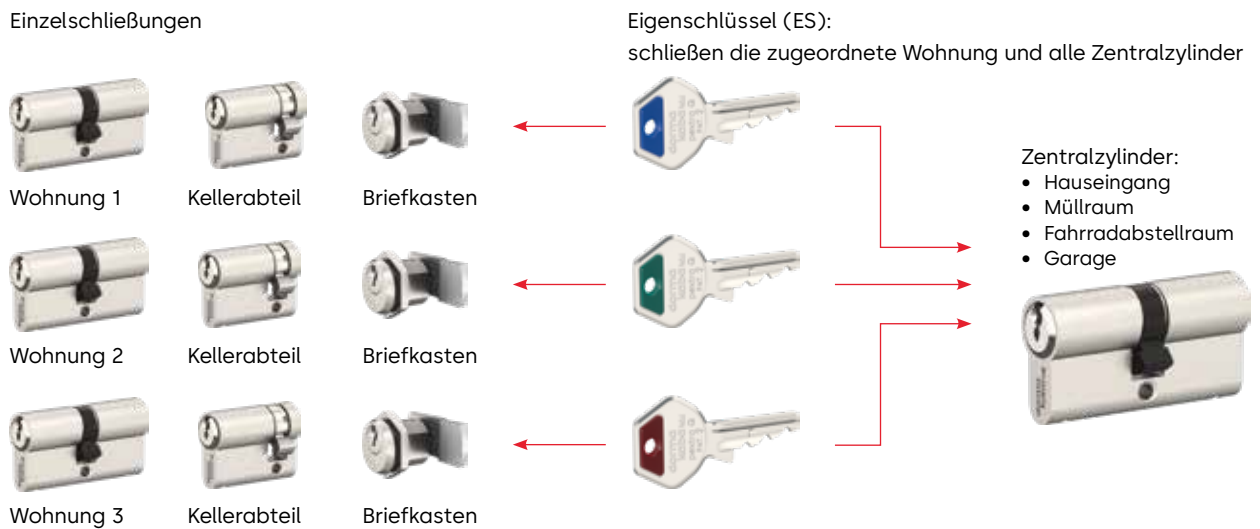 Einzelschließungen
Eigenschlüssel (ES):
schließen die zugeordnete Wohnung und alle Zentralzylinder
Wohnung 1 Kellerabteil Briefkasten
Zentralzylinder:
• Hauseingang
• Müllraum
• Fahrradabstellraum
• Garage
Wohnung 2 Kellerabteil Briefkasten
Wohnung 3 Kellerabteil Briefkasten